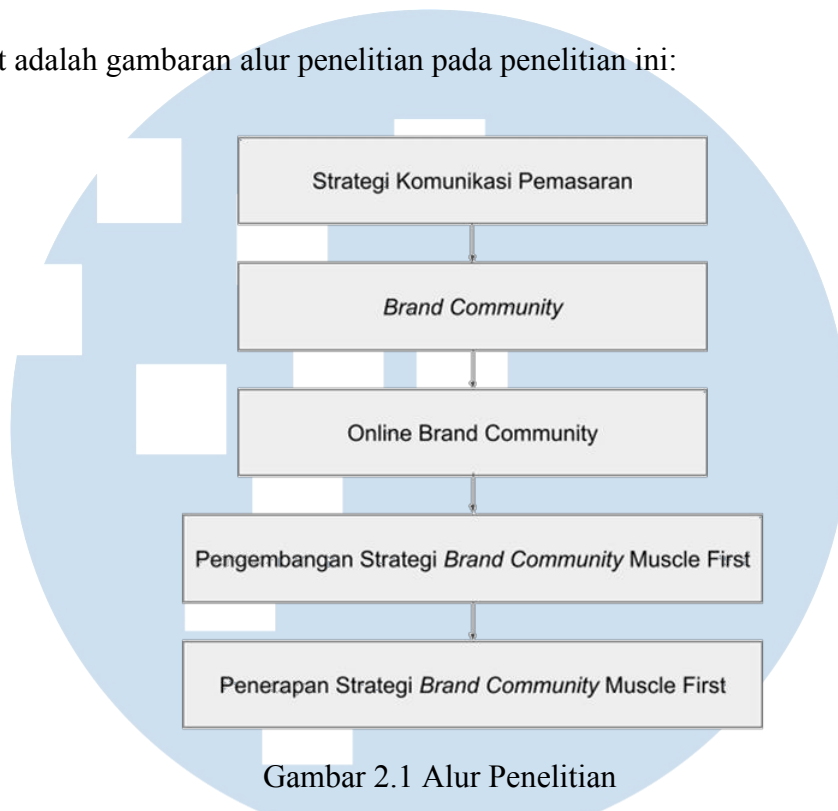 t adalah gambaran alur penelitian pada penelitian ini:
Strategi Komunikasi Pemasaran
Brand Community
Online Brand Community
Pengembangan Strategi Brand Community Muscle First
Penerapan Strategi Brand Community Muscle First
Gambar 2.1 Alur Penelitian